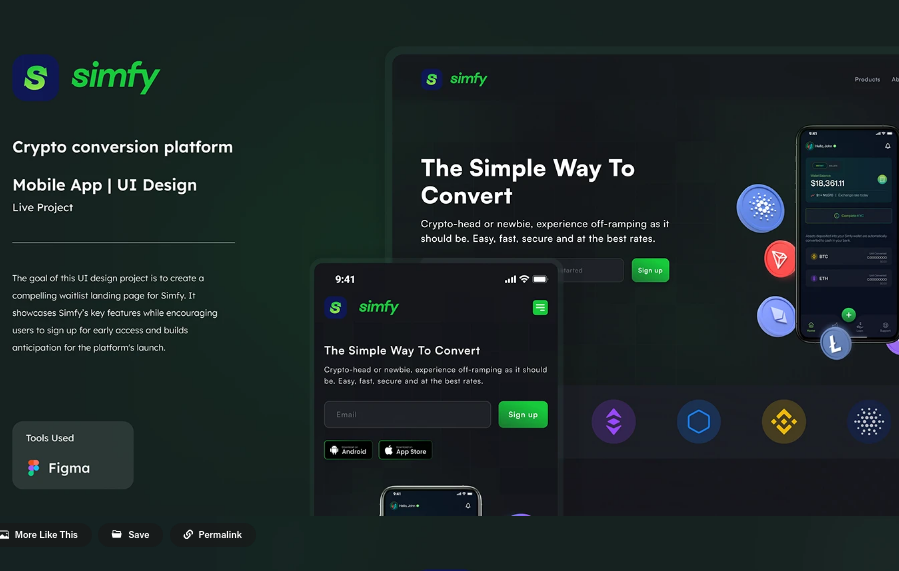 simfy
Crypto conversion platform
Mobile App | UI Design
Live Project
The goal of this UI design project is to create a
compelling waitlist landing page for Simfy. It
showcases Simfy's key features while encouraging
users to sign up for early access and builds
anticipation for the platform's launch.
Tools Used
Figma
More Like This
Save
Permalink
simfy
Products
The Simple Way To
Convert
Crypto-head or newbie, experience off-ramping as it
should be. Easy, fast, secure and at the best rates.
started
Sign up
9:41
simfy
The Simple Way To Convert
Crypto-head or newbie, experience off-ramping as it should
be. Easy, fast, secure and at the best rates.
Email
Sign up
Android
App Store
9:41
Hello, John
9:41
Hello, John
$18,361.11
BTC
ETH